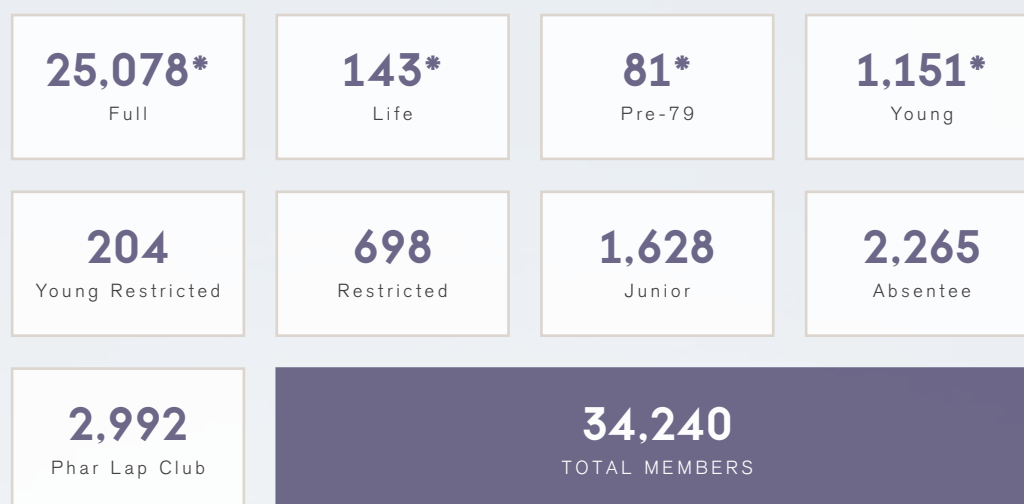 25,078*
Full
143*
Life
81*
Pre-79
1,151*
Young
204
Young Restricted
698
Restricted
1,628
Junior
2,265
Absentee
2,992
Phar Lap Club
34,240
TOTAL MEMBERS